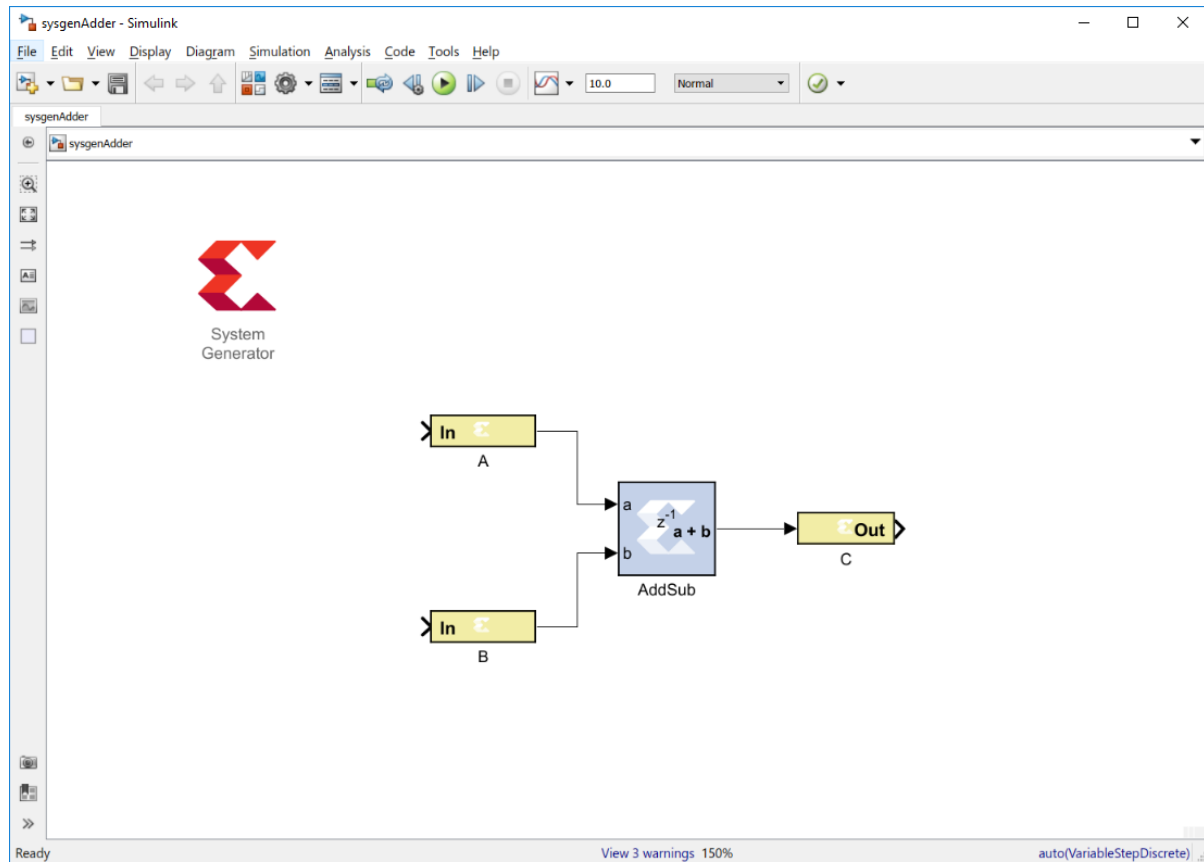 sysgenAdder - Simulink
File Edit View Display Diagram Simulation Analysis Code Tools Help
10.0 Normal
sysgenAdder
sysgenAdder
System
Generator
In
A
a
z-1
a + b
b
AddSub
Out
C
In
B
Ready View 3 warnings 150% auto(VariableStepDiscrete)